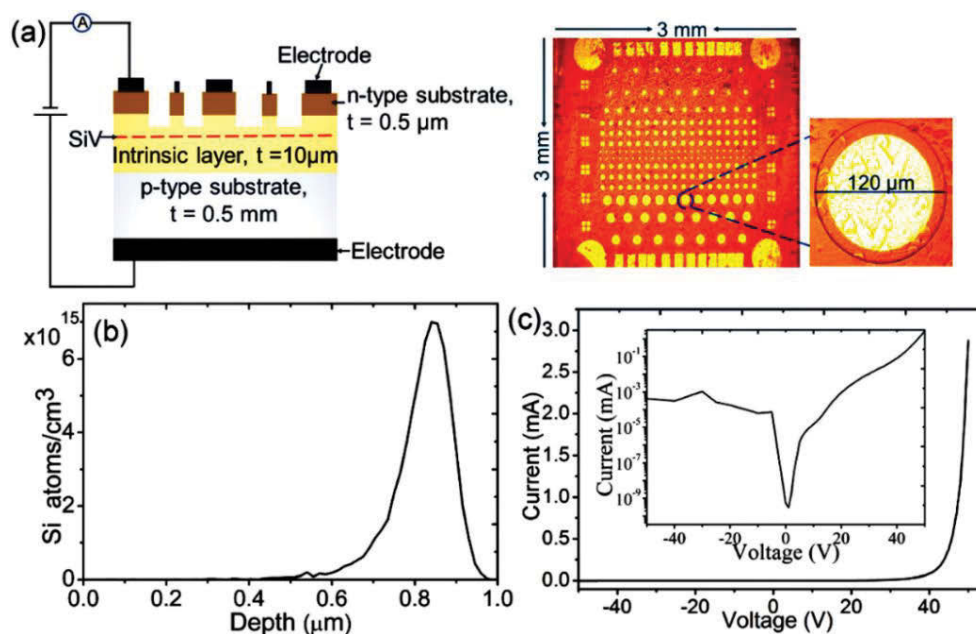 (a)
A
Electrode
n-type substrate,
t = 0.5 µm
SiV
Intrinsic layer, t =10µm
p-type substrate,
t = 0.5 mm
Electrode
3 mm
3 mm
120 µm
(b)
x10
15
6
4
2
0
Si atoms/cm3
0.0 0.2 0.4 0.6 0.8 1.0
Depth (µm)
(c)
3.0
2.5
2.0
1.5
1.0
0.5
0.0
Current (mA)
-40 -20 0 20 40
Voltage (V)
10-1
10-3
10-5
10-7
10-9
Current (mA)
-40 -20 0 20 40
Voltage (V)